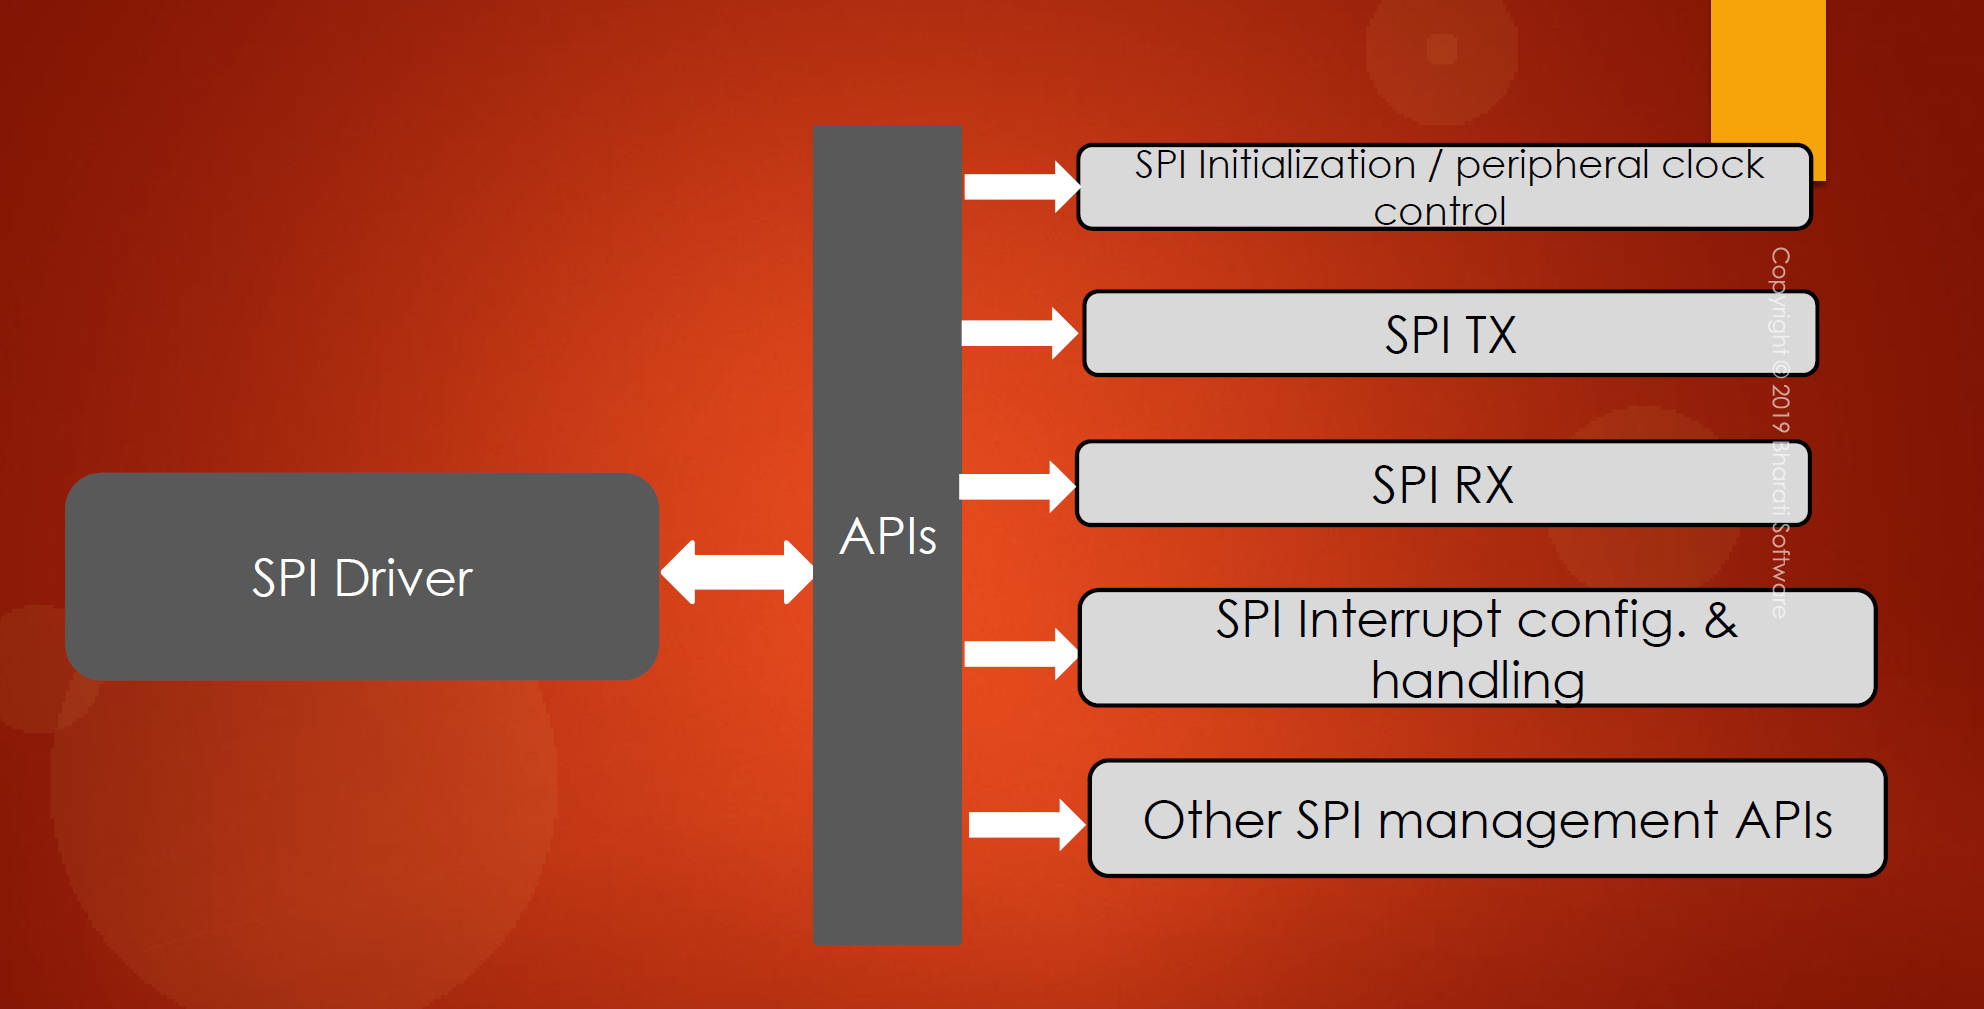 SPI Initialization / peripheral clock
control
SPI TX
SPI RX
APIs
SPI Driver
SPI Interrupt config. &
handling
Other SPI management APIs
Copyright © 2019 Bharati Software